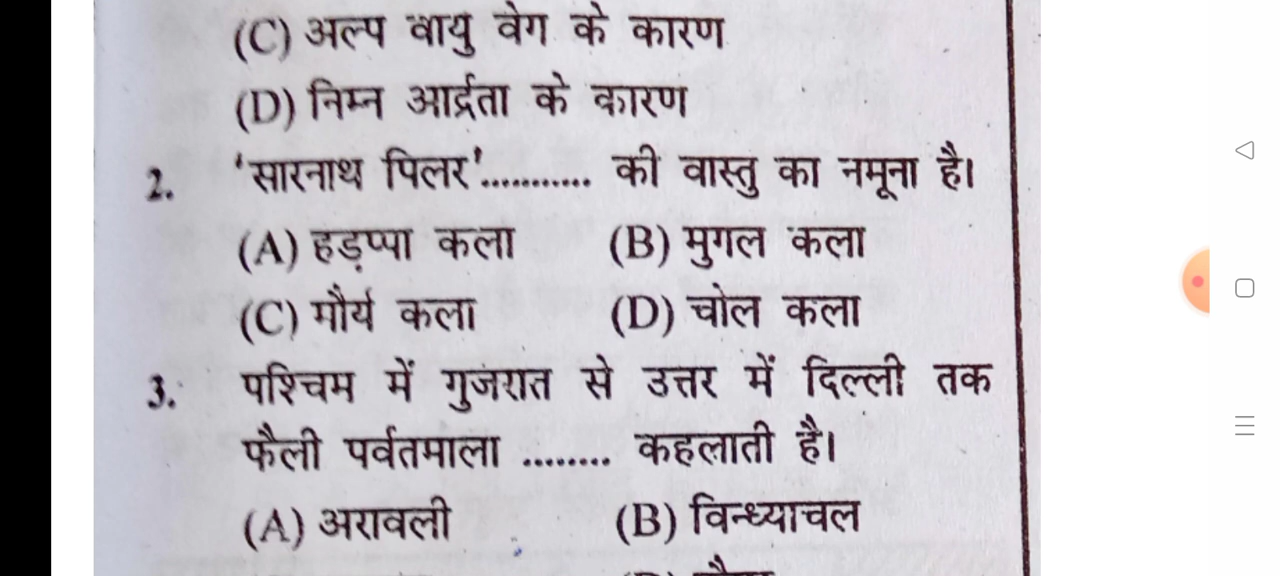 (C) अल्प वायु वेग के कारण
(D) निम्न आर्द्रता के कारण
2. 'सारनाथ पिलर'............ की वास्तु का नमूना है।
(A) हड़प्पा कला (B) मुगल कला
(C) मौर्य कला (D) चोल कला
3. पश्चिम में गुजरात से उत्तर में दिल्ली तक
फैली पर्वतमाला ........ कहलाती है।
(A) अरावली (B) विन्ध्याचल